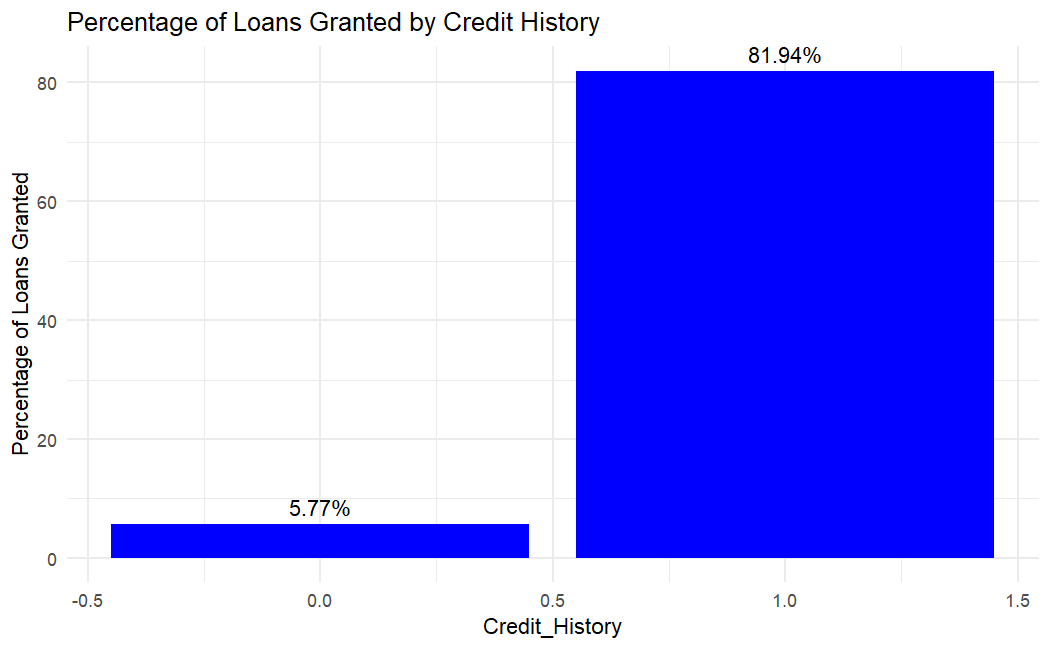 Percentage of Loans Granted by Credit History
81.94%
5.77%
Percentage of Loans Granted
80
60
40
20
0
-0.5 0.0 0.5 1.0 1.5
Credit_History